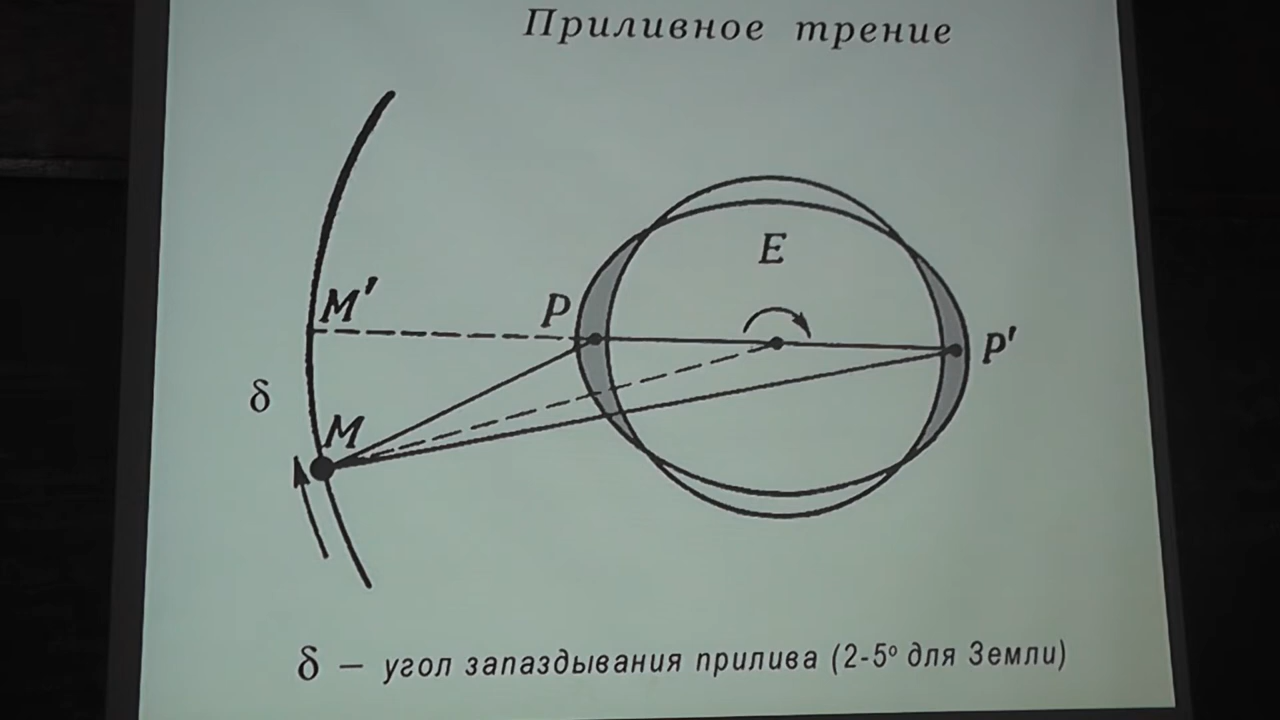 Приливное трение
E
M'
P
P'
δ
M
δ – угол запаздывания прилива (2-5° для Земли)